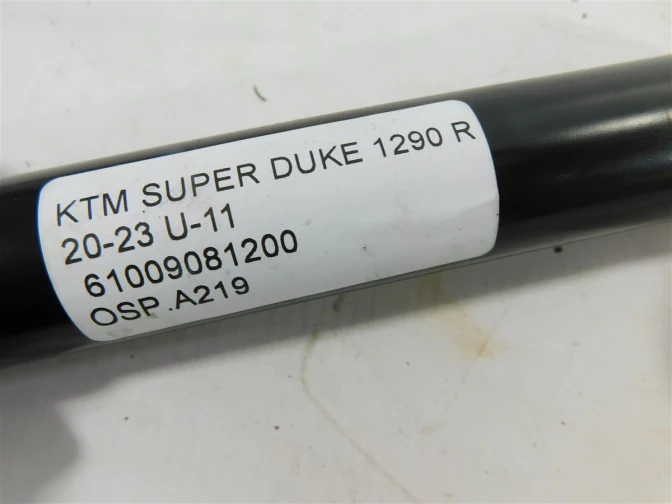 KTM SUPER DUKE 1290 R
20-23 U-11
61009081200
OSP .A219